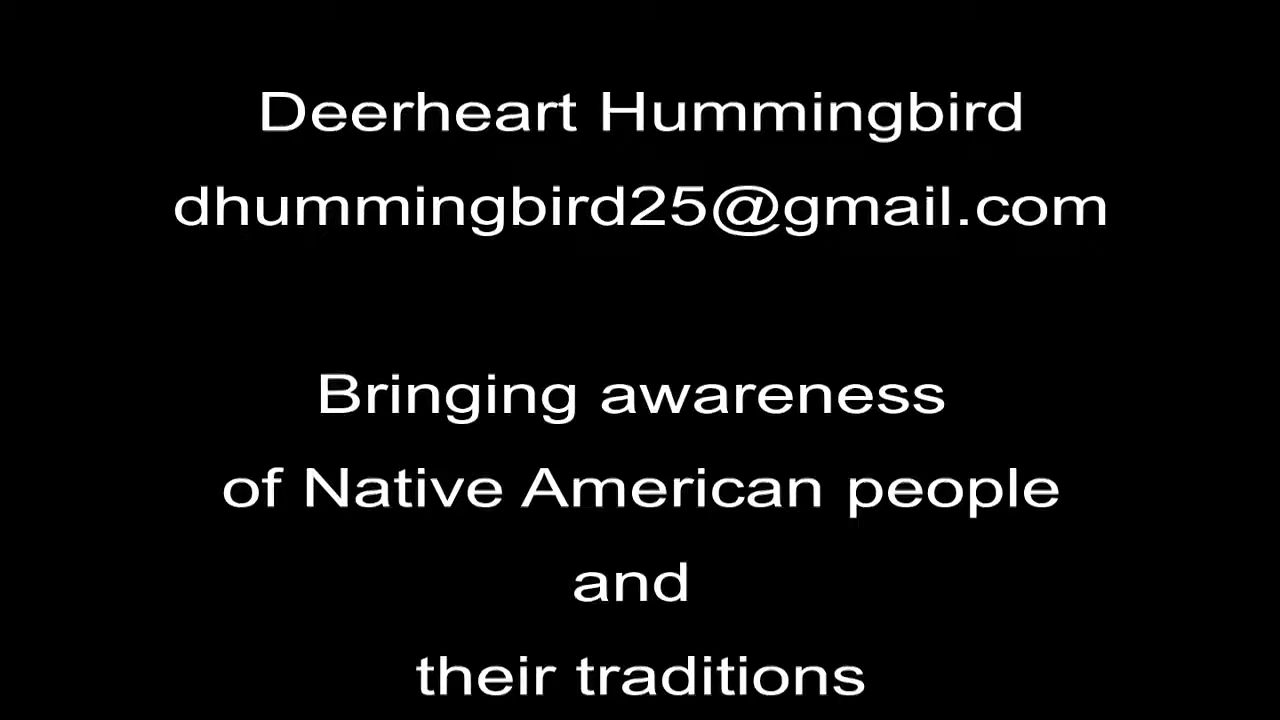 Deerheart Hummingbird
dhummingbird25@gmail.com
Bringing awareness
of Native American people
and
their traditions